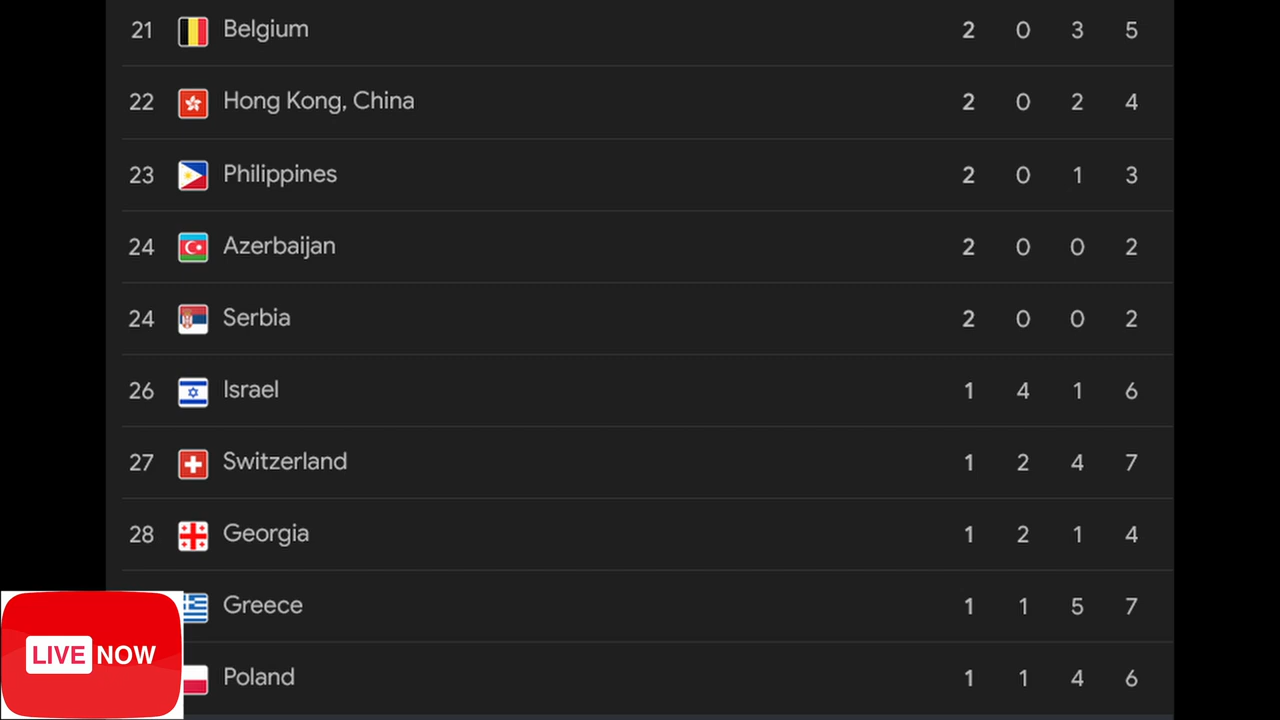 21 Belgium 2 0 3 5
22 Hong Kong, China 2 0 2 4
23 Philippines 2 0 1 3
24 Azerbaijan 2 0 0 2
24 Serbia 2 0 0 2
26 Israel 1 4 1 6
27 Switzerland 1 2 4 7
28 Georgia 1 2 1 4
Greece 1 1 5 7
LIVE NOW
Poland 1 1 4 6